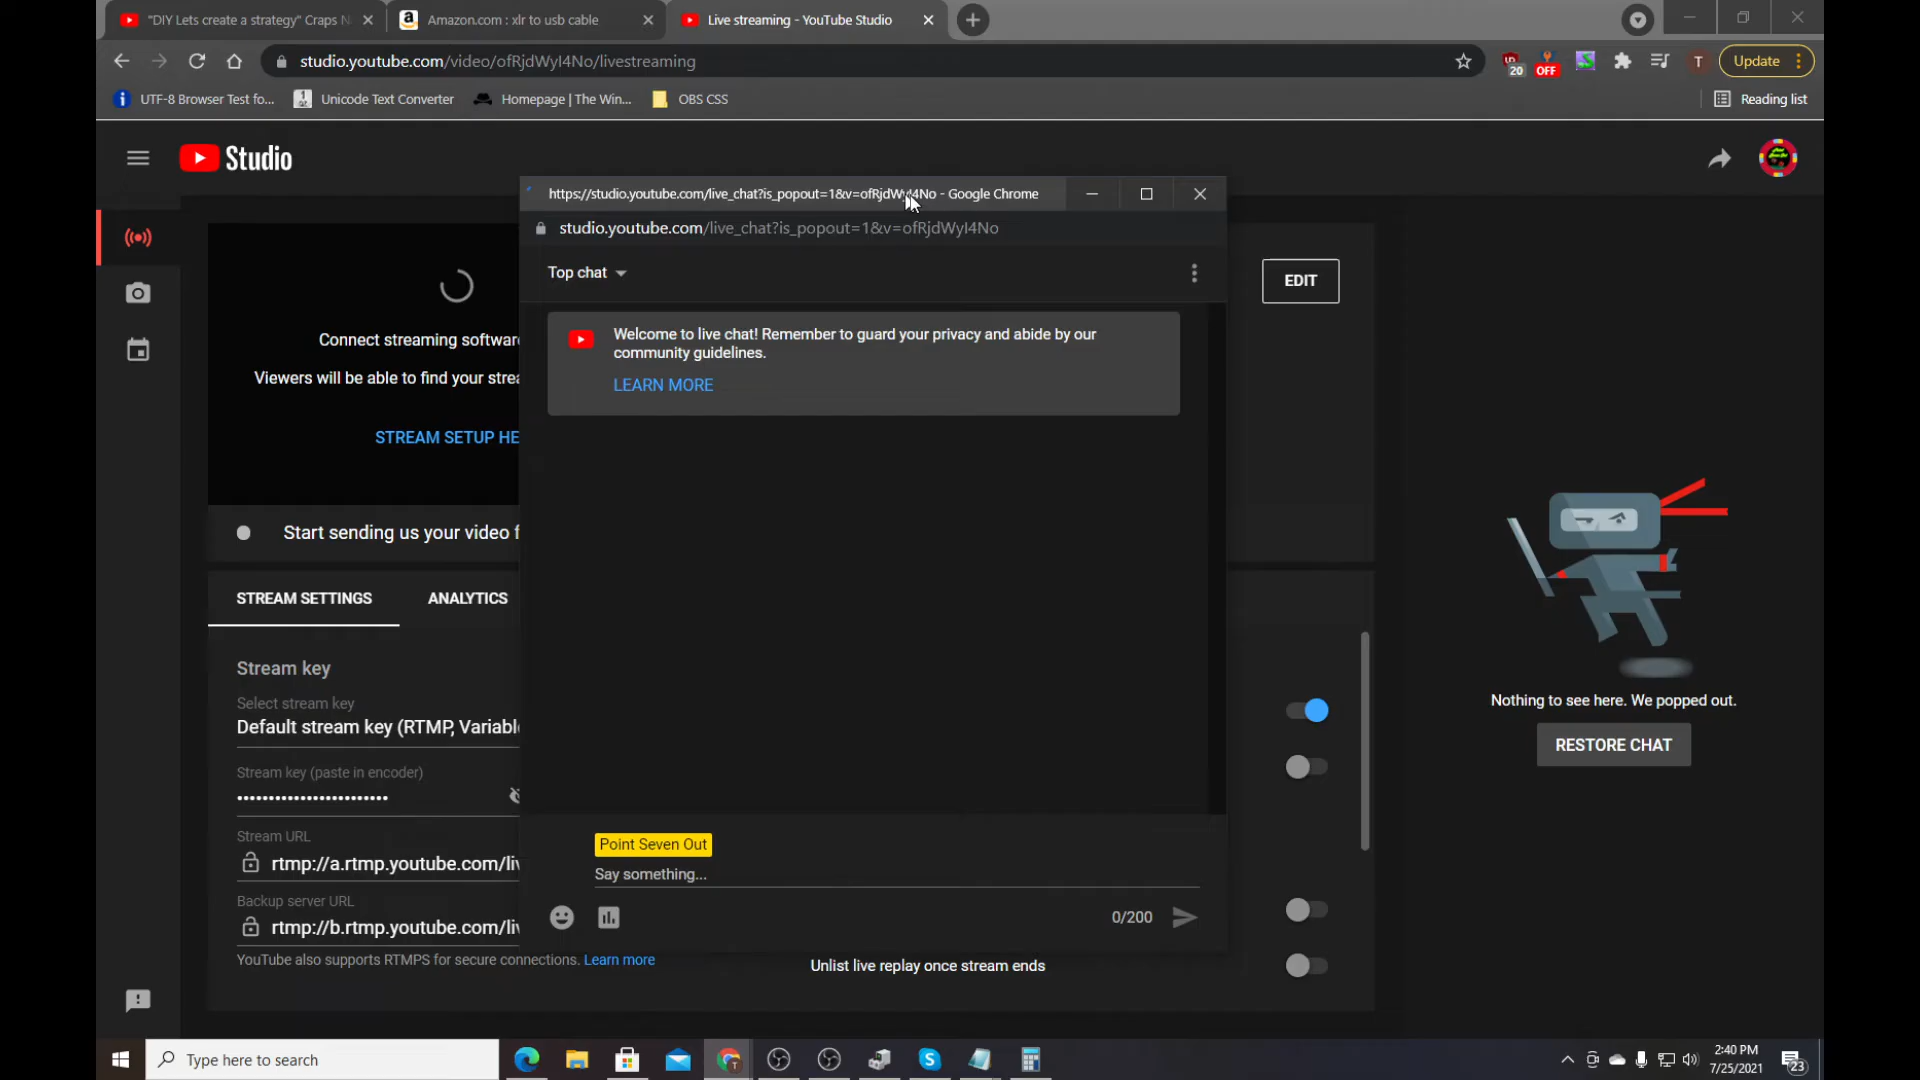 "DIY Lets create a strategy" Craps N
Amazon.com : xlr to usb cable
Live streaming - YouTube Studio
studio.youtube.com/video/ofRjdWyI4No/livestreaming
20
OFF
T
Update
UTF-8 Browser Test fo...
Unicode Text Converter
Homepage | The Win...
OBS CSS
Reading list
Studio
https://studio.youtube.com/live_chat?is_popout=1&v=ofRjdWyI4No - Google Chrome
studio.youtube.com/live_chat?is_popout=1&v=ofRjdWyI4No
Top chat
EDIT
Welcome to live chat! Remember to guard your privacy and abide by our
community guidelines.
LEARN MORE
Connect streaming softwar
Viewers will be able to find your strea
STREAM SETUP HE
Start sending us your video f
STREAM SETTINGS
ANALYTICS
Stream key
Select stream key
Default stream key (RTMP, Variabl
Stream key (paste in encoder)
••••••••••••••••••••••••
Stream URL
rtmp://a.rtmp.youtube.com/liv
Backup server URL
rtmp://b.rtmp.youtube.com/liv
YouTube also supports RTMPS for secure connections. Learn more
Point Seven Out
Say something...
0/200
Unlist live replay once stream ends
Nothing to see here. We popped out.
RESTORE CHAT
Type here to search
2:40 PM
7/25/2021
23